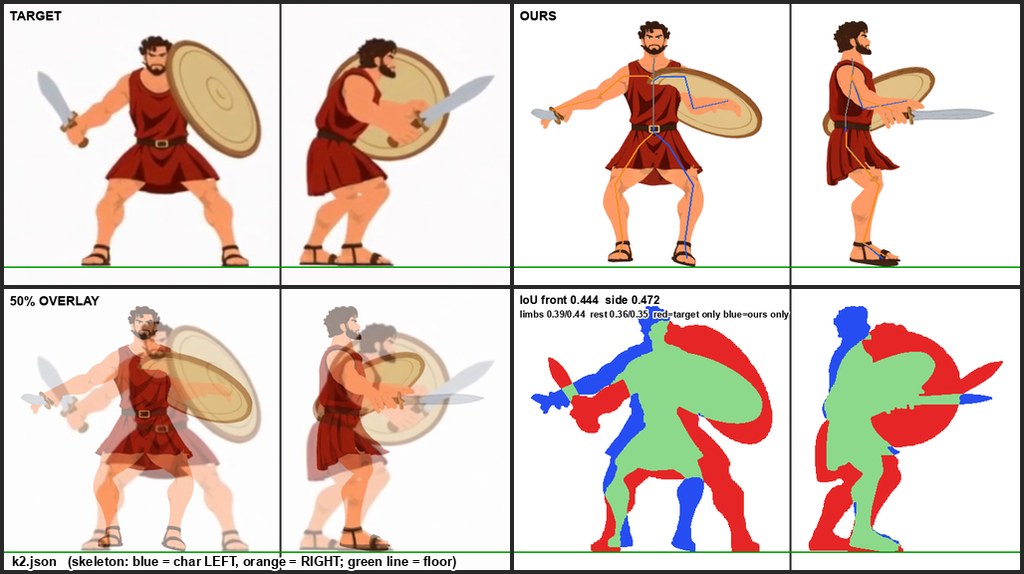 TARGET
OURS
50% OVERLAY
IoU front 0.444 side 0.472
limbs 0.39/0.44 rest 0.36/0.35 red=target only blue=ours only
k2.json (skeleton: blue = char LEFT, orange = RIGHT; green line = floor)